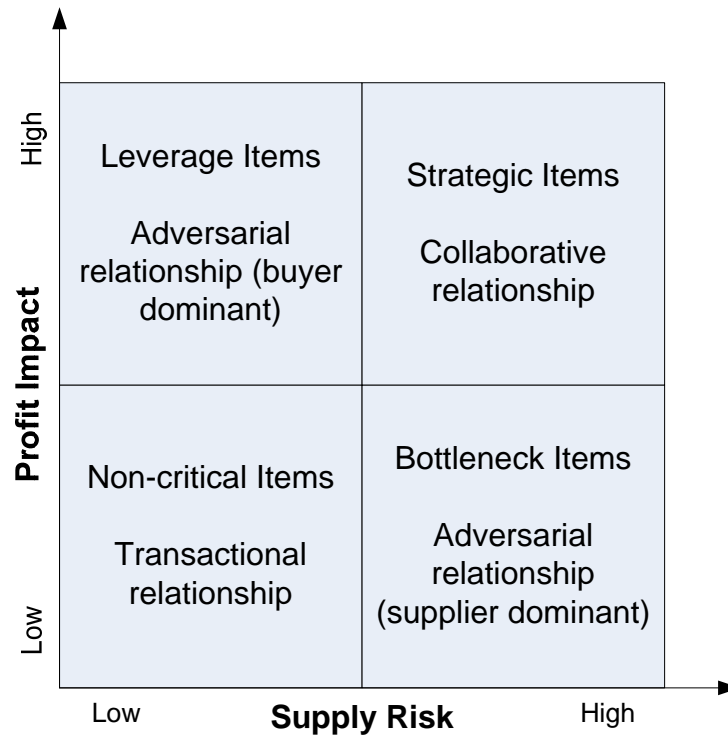 High
Leverage Items
Adversarial
relationship (buyer
dominant)
Strategic Items
Collaborative
relationship
Profit Impact
Non-critical Items
Transactional
relationship
Bottleneck Items
Adversarial
relationship
(supplier dominant)
Low
Low
Supply Risk
High